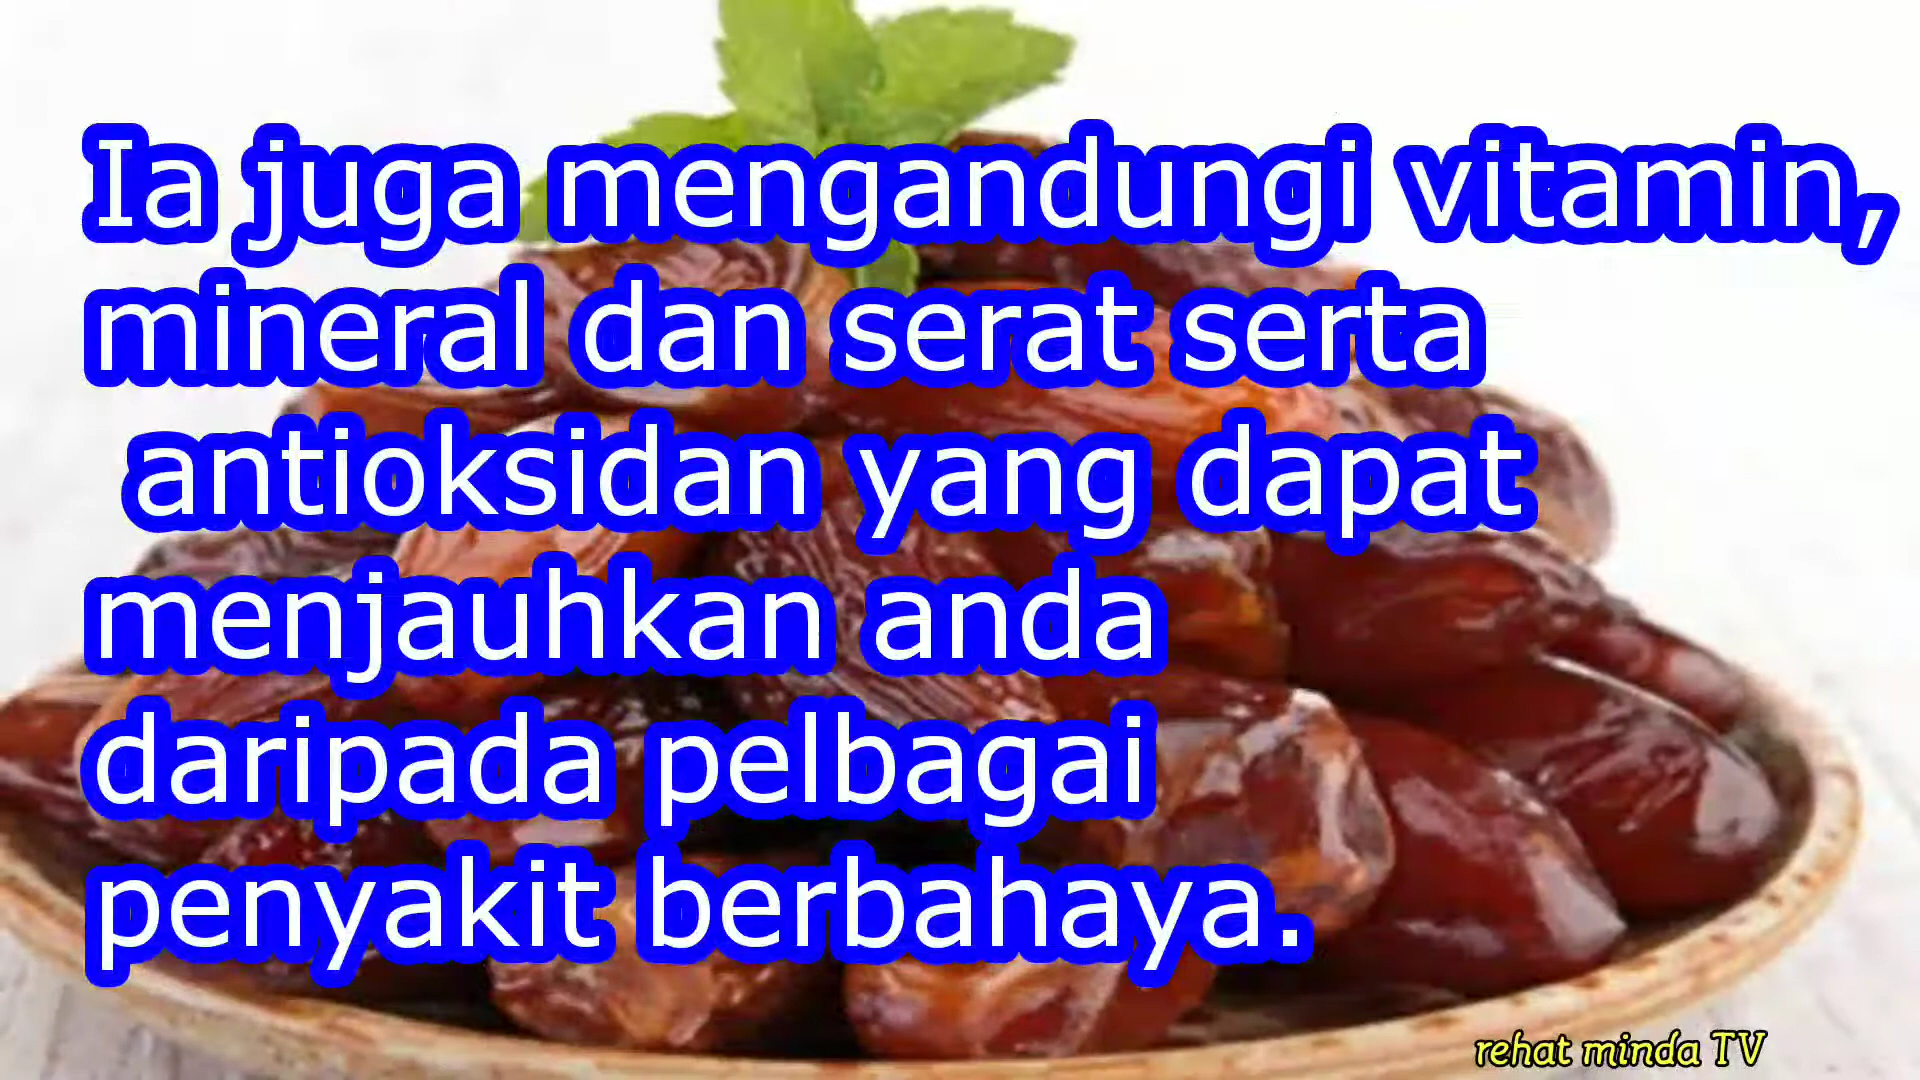 Ia juga mengandungi vitamin,
mineral dan serat serta
antioksidan yang dapat
menjauhkan anda
daripada pelbagai
penyakit berbahaya.
rehat minda TV